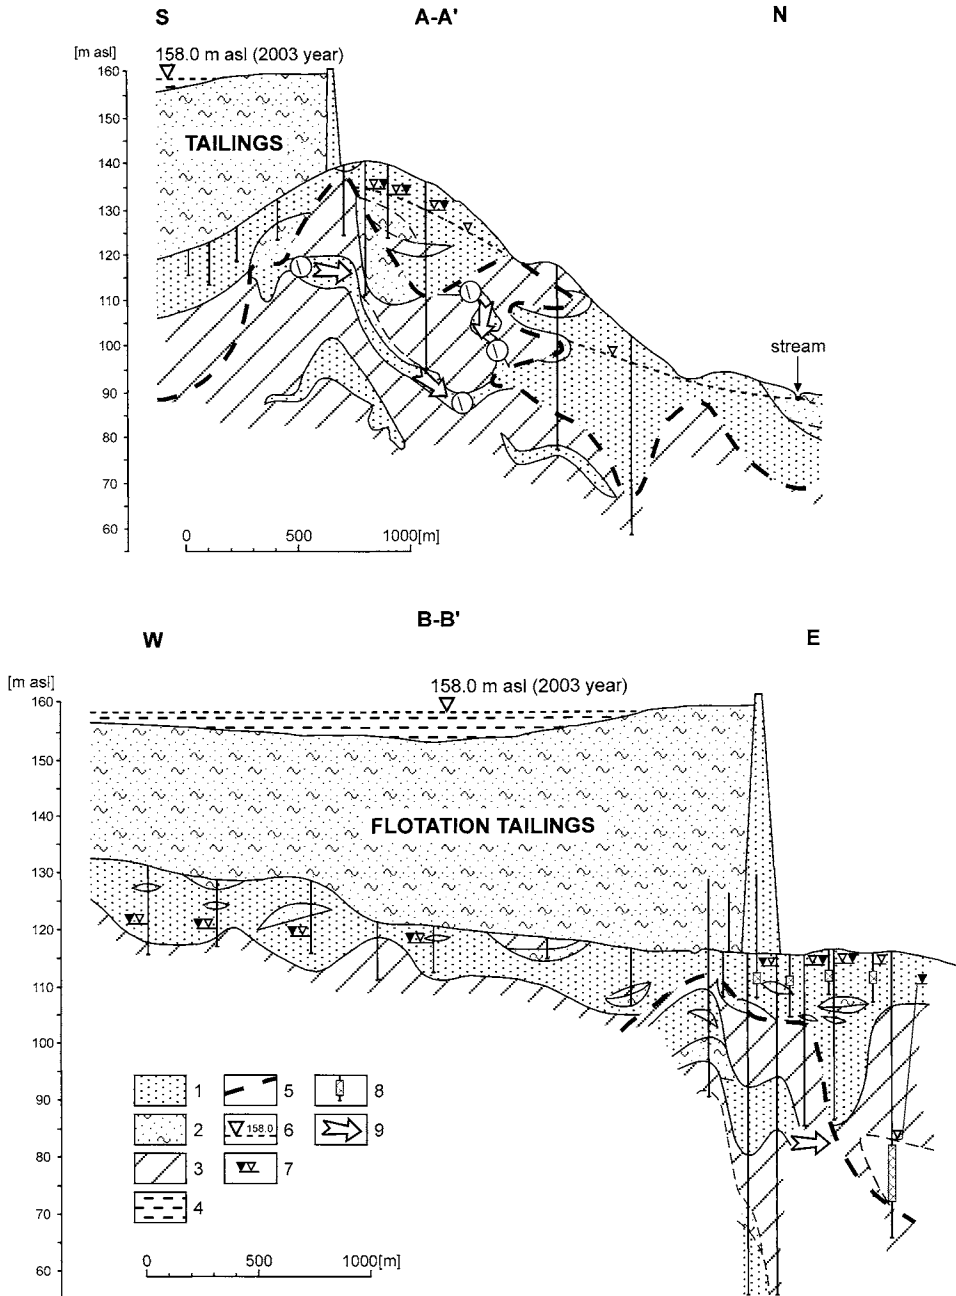 S A-A' N
[m asl] 158.0 m asl (2003 year)
160
150
TAILINGS
140
130
120
110
100
stream
90
80
70
60
0 500 1000[m]
B-B'
W E
[m asl] 158.0 m asl (2003 year)
160
150
140
FLOTATION TAILINGS
130
120
110
100
1 5 8
90
2 158.0 6 9
80
3 7
4
70
60
0 500 1000[m]